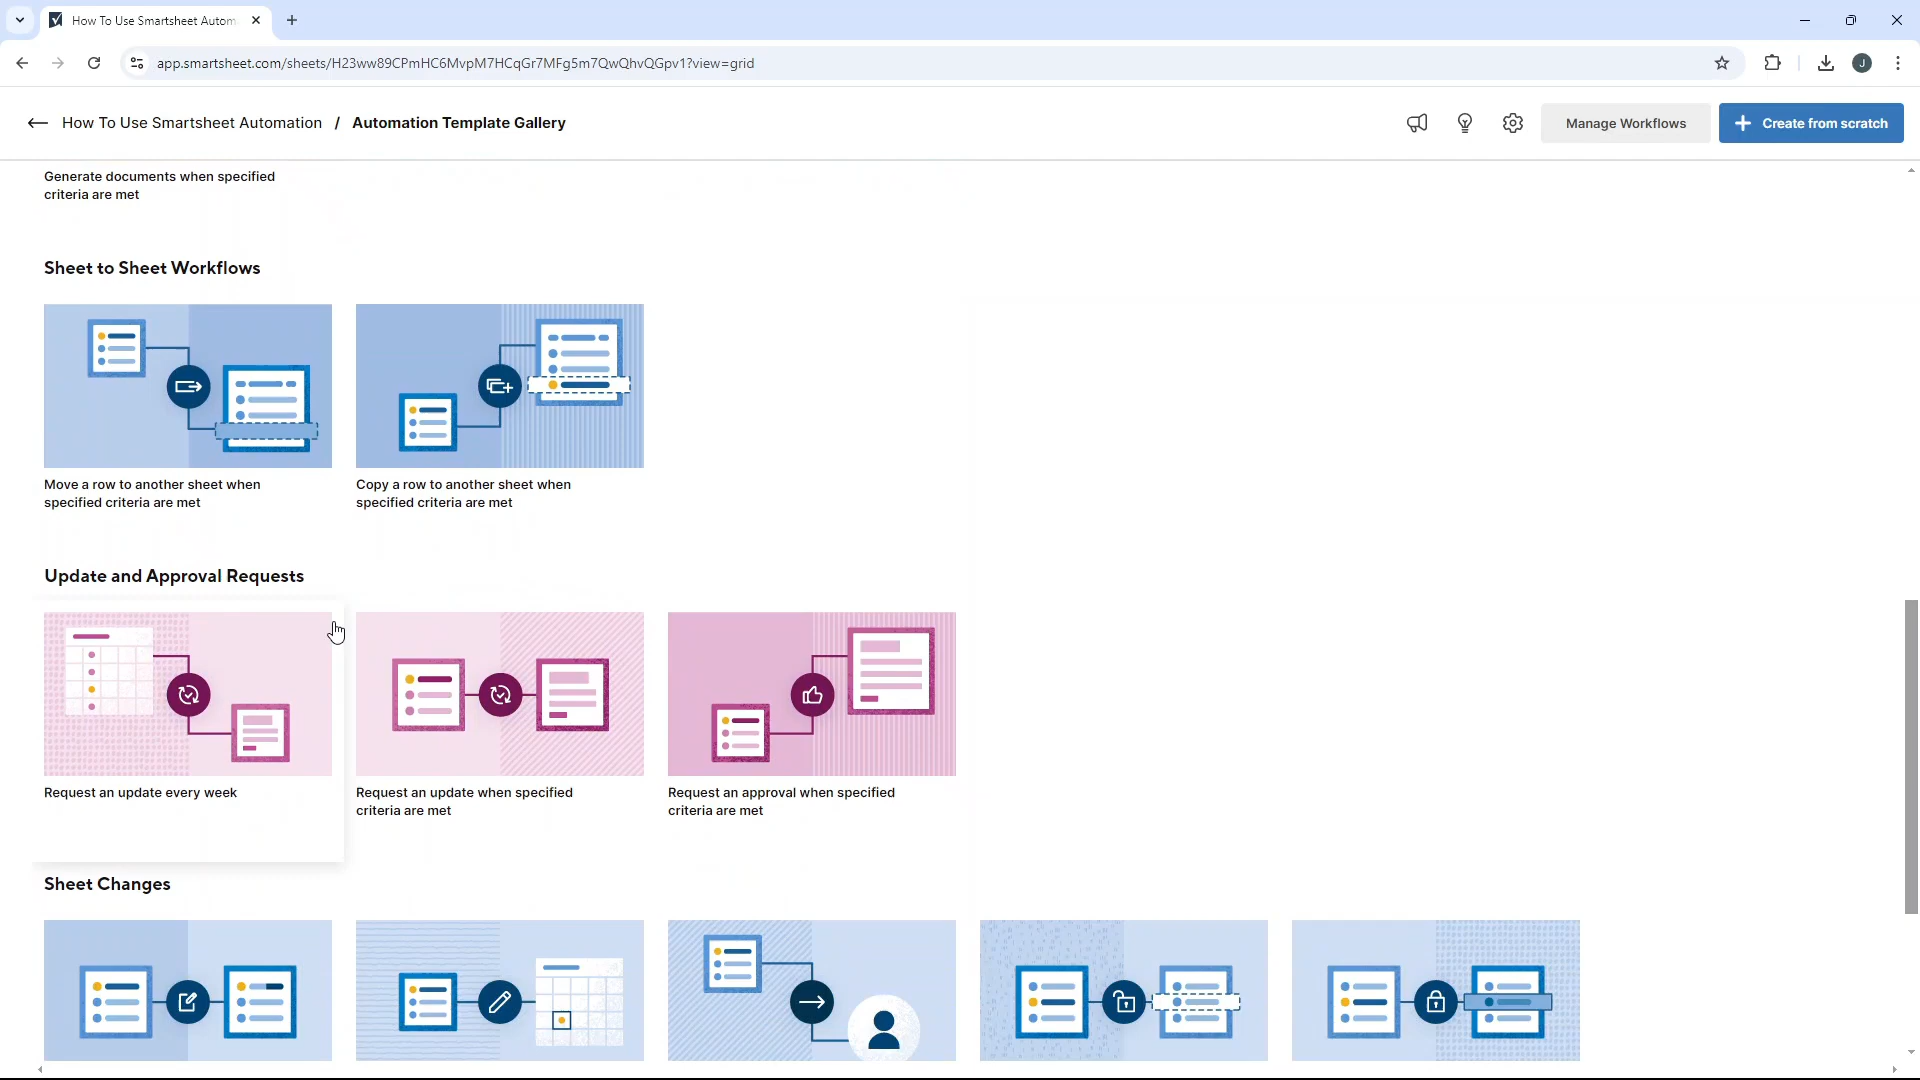 How To Use Smartsheet Autom
app.smartsheet.com/sheets/H23ww89CPmHC6MvpM7HCqGr7MFg5m7QwQhvQGpv1?view=grid
J
How To Use Smartsheet Automation / Automation Template Gallery
Manage Workflows
Create from scratch
Generate documents when specified
criteria are met
Sheet to Sheet Workflows
Move a row to another sheet when
specified criteria are met
Copy a row to another sheet when
specified criteria are met
Update and Approval Requests
Request an update every week
Request an update when specified
criteria are met
Request an approval when specified
criteria are met
Sheet Changes